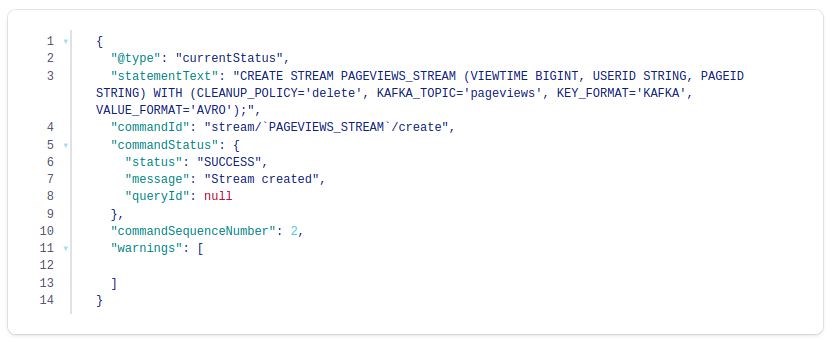 1 {
2 "@type": "currentStatus",
3 "statementText": "CREATE STREAM PAGEVIEWS_STREAM (VIEWTIME BIGINT, USERID STRING, PAGEID
STRING) WITH (CLEANUP_POLICY='delete', KAFKA_TOPIC='pageviews', KEY_FORMAT='KAFKA',
VALUE_FORMAT='AVRO');",
4 "commandId": "stream/`PAGEVIEWS_STREAM`/create",
5 "commandStatus": {
6 "status": "SUCCESS",
7 "message": "Stream created",
8 "queryId": null
9 },
10 "commandSequenceNumber": 2,
11 "warnings": [
12
13 ]
14 }